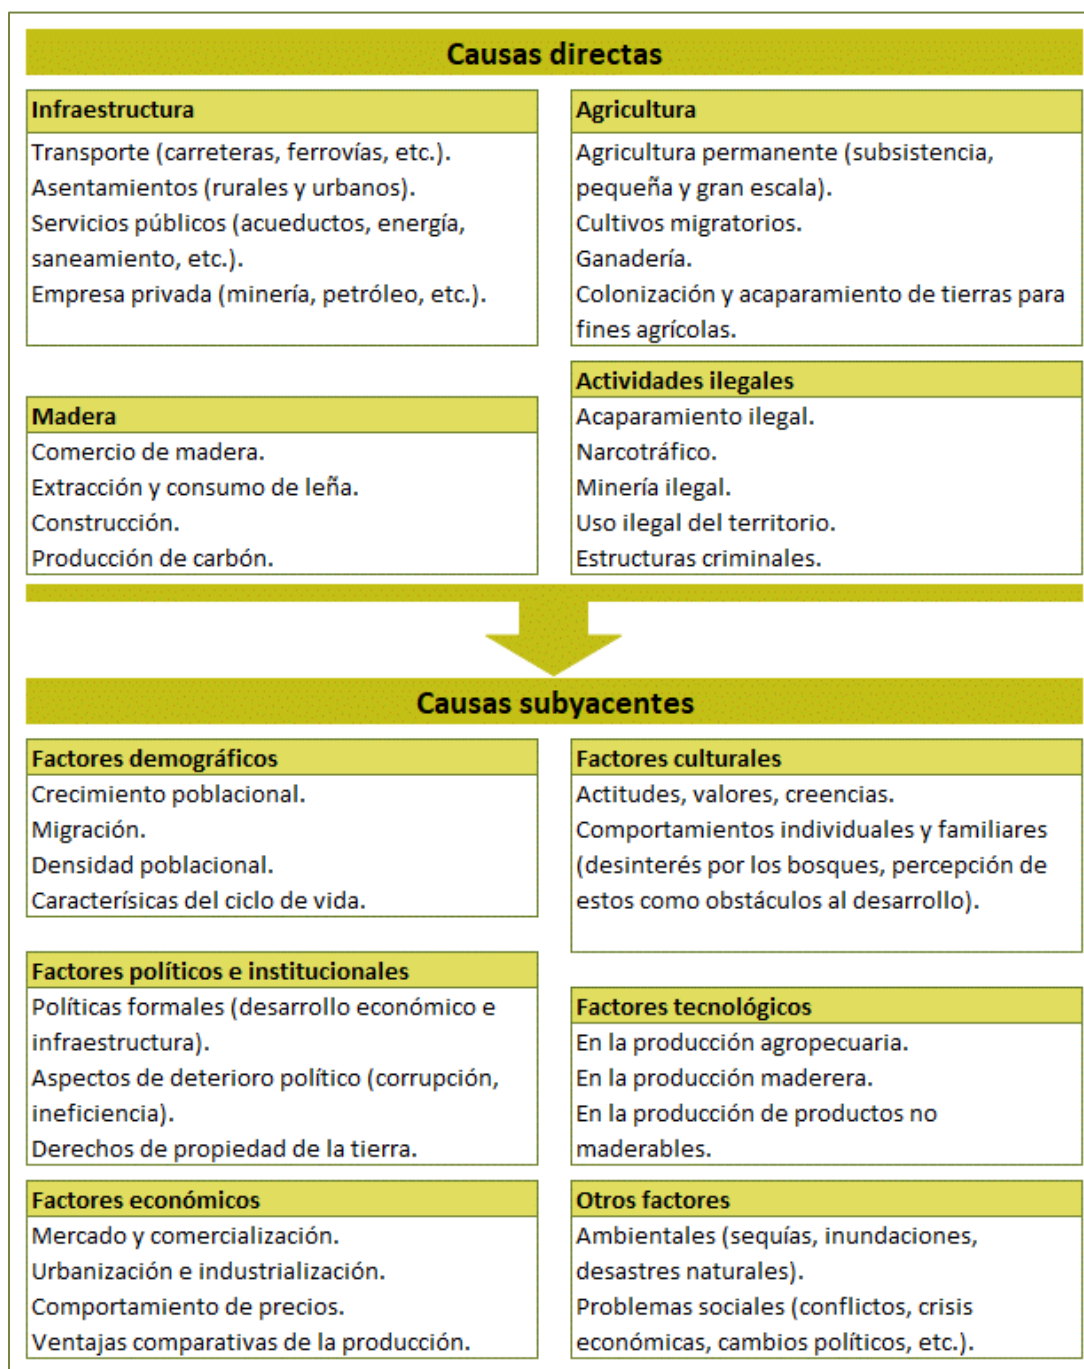 Causas directas
Infraestructura
Transporte (carreteras, ferrovías, etc.).
Asentamientos (rurales y urbanos).
Servicios públicos (acueductos, energía,
saneamiento, etc.).
Empresa privada (minería, petróleo, etc.).
Agricultura
Agricultura permanente (subsistencia,
pequeña y gran escala).
Cultivos migratorios.
Ganadería.
Colonización y acaparamiento de tierras para
fines agrícolas.
Madera
Comercio de madera.
Extracción y consumo de leña.
Construcción.
Producción de carbón.
Actividades ilegales
Acaparamiento ilegal.
Narcotráfico.
Minería ilegal.
Uso ilegal del territorio.
Estructuras criminales.
Causas subyacentes
Factores demográficos
Crecimiento poblacional.
Migración.
Densidad poblacional.
Caracterísicas del ciclo de vida.
Factores culturales
Actitudes, valores, creencias.
Comportamientos individuales y familiares
(desinterés por los bosques, percepción de
estos como obstáculos al desarrollo).
Factores políticos e institucionales
Políticas formales (desarrollo económico e
infraestructura).
Aspectos de deterioro político (corrupción,
ineficiencia).
Derechos de propiedad de la tierra.
Factores tecnológicos
En la producción agropecuaria.
En la producción maderera.
En la producción de productos no
maderables.
Factores económicos
Mercado y comercialización.
Urbanización e industrialización.
Comportamiento de precios.
Ventajas comparativas de la producción.
Otros factores
Ambientales (sequías, inundaciones,
desastres naturales).
Problemas sociales (conflictos, crisis
económicas, cambios políticos, etc.).